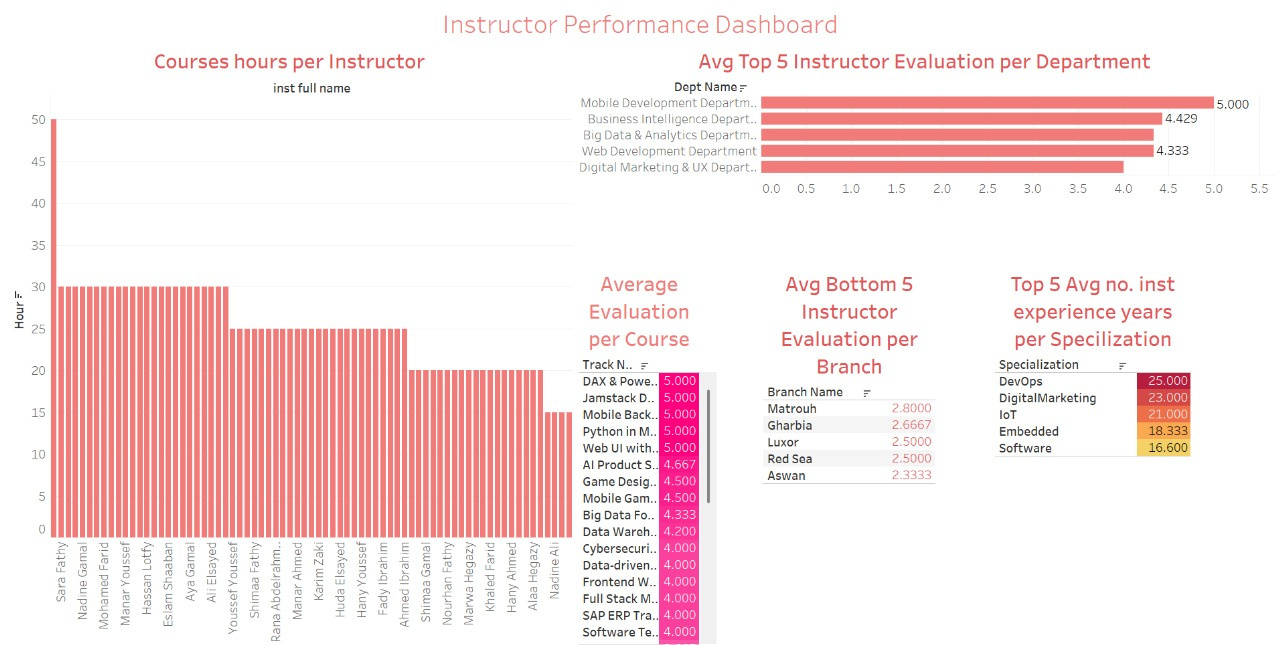 Instructor Performance Dashboard
Courses hours per Instructor
inst full name
Hour
50
45
40
35
30
25
20
15
10
5
0
Sara Fathy
Nadine Gamal
Mohamed Farid
Manar Youssef
Hassan Lotfy
Eslam Shaaban
Aya Gamal
Ali Elsayed
Youssef Youssef
Shimaa Fathy
Rana Abdelrahm..
Manar Ahmed
Karim Zaki
Huda Elsayed
Hany Youssef
Fady Ibrahim
Ahmed Ibrahim
Shimaa Gamal
Nourhan Fathy
Marwa Hegazy
Khaled Farid
Hany Ahmed
Alaa Hegazy
Nadine Ali
Avg Top 5 Instructor Evaluation per Department
Dept Name
Mobile Development Departm.. 5.000
Business Intelligence Depart.. 4.429
Big Data & Analytics Departm..
Web Development Department 4.333
Digital Marketing & UX Depart..
0.0 0.5 1.0 1.5 2.0 2.5 3.0 3.5 4.0 4.5 5.0 5.5
Average
Evaluation
per Course
Track N..
DAX & Powe.. 5.000
Jamstack D.. 5.000
Mobile Back.. 5.000
Python in M.. 5.000
Web UI with.. 5.000
AI Product S.. 4.667
Game Desig.. 4.500
Mobile Gam.. 4.500
Big Data Fo.. 4.333
Data Wareh.. 4.200
Cybersecuri.. 4.000
Data-driven.. 4.000
Frontend W.. 4.000
Full Stack M.. 4.000
SAP ERP Tra.. 4.000
Software Te.. 4.000
Avg Bottom 5
Instructor
Evaluation per
Branch
Branch Name
Matrouh 2.8000
Gharbia 2.6667
Luxor 2.5000
Red Sea 2.5000
Aswan 2.3333
Top 5 Avg no. inst
experience years
per Specilization
Specialization
DevOps 25.000
DigitalMarketing 23.000
IoT 21.000
Embedded 18.333
Software 16.600